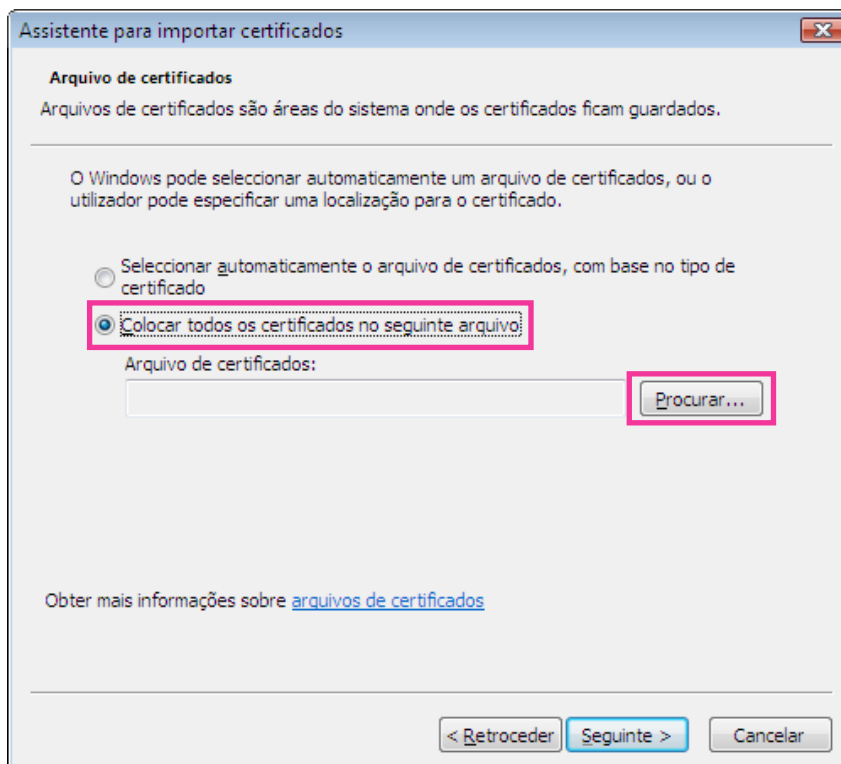 Assistente para importar certificados
Arquivo de certificados
Arquivos de certificados são áreas do sistema onde os certificados ficam guardados.
O Windows pode seleccionar automaticamente um arquivo de certificados, ou o
utilizador pode especificar uma localização para o certificado.
Seleccionar automaticamente o arquivo de certificados, com base no tipo de
certificado
Colocar todos os certificados no seguinte arquivo
Arquivo de certificados:
Procurar...
Obter mais informações sobre arquivos de certificados
< Retroceder Seguinte > Cancelar